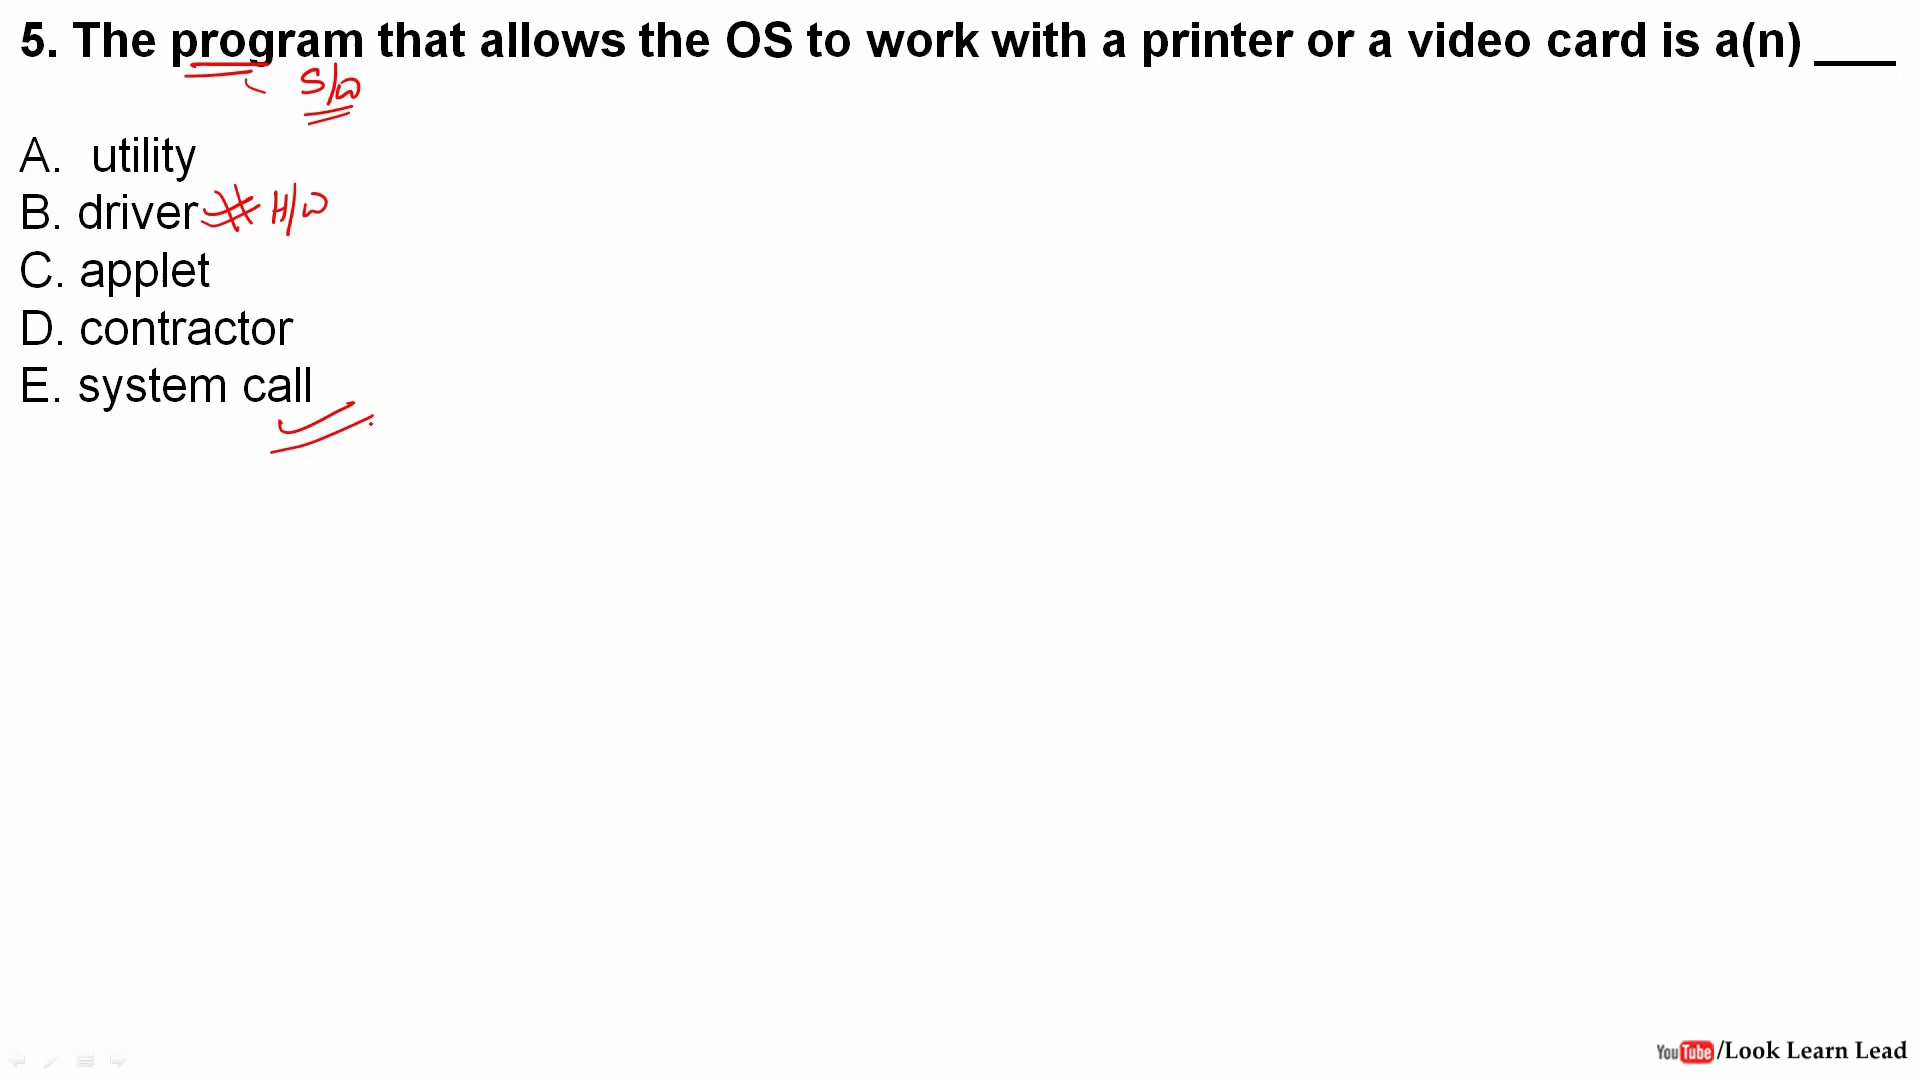 5. The program that allows the OS to work with a printer or a video card is a(n) ____
S/W
A. utility
B. driver H/W
C. applet
D. contractor
E. system call
YouTube/Look Learn Lead